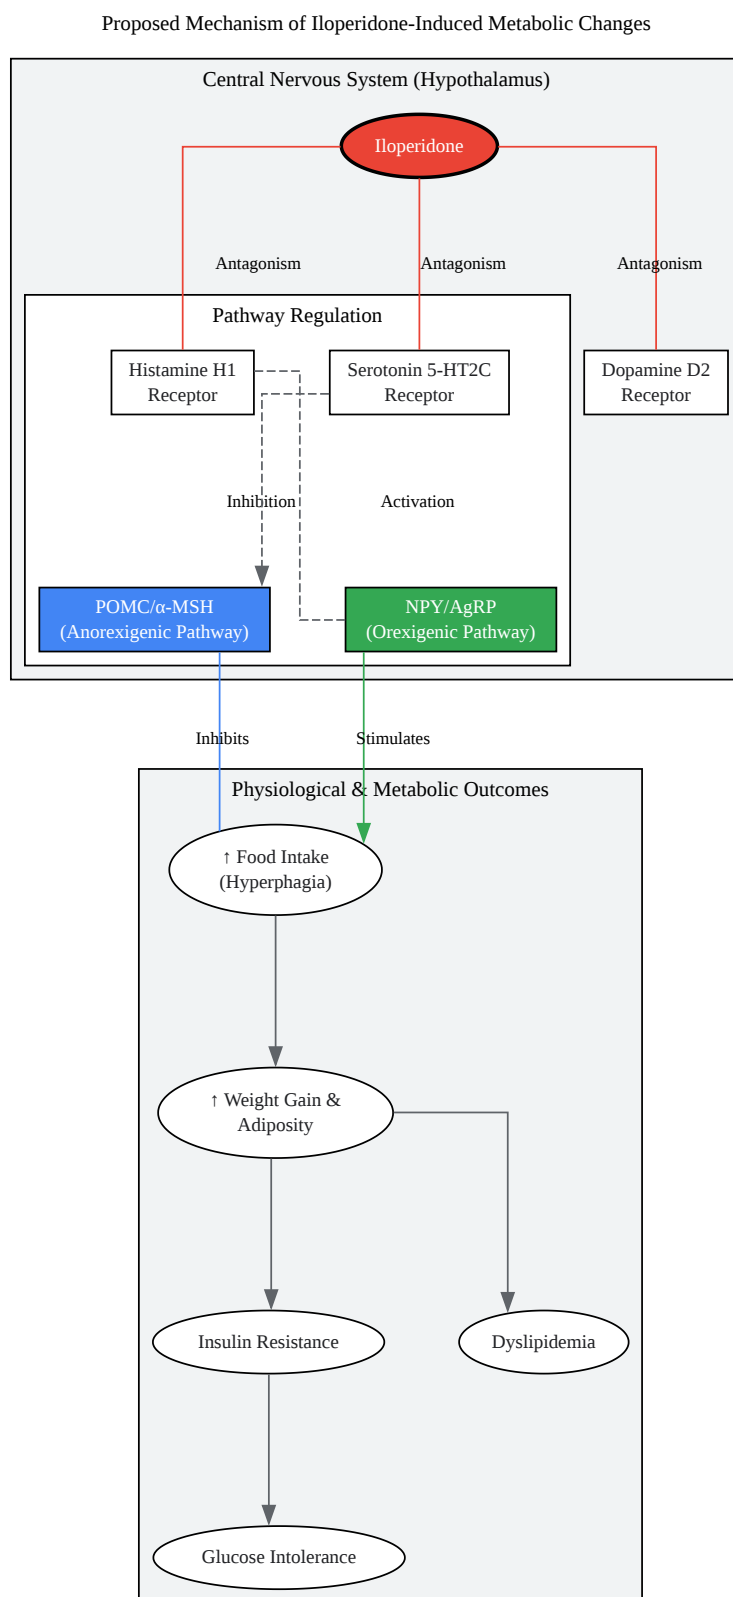 Proposed Mechanism of Iloperidone-Induced Metabolic Changes
Central Nervous System (Hypothalamus)
Iloperidone
Antagonism
Antagonism
Antagonism
Pathway Regulation
Histamine H1
Receptor
Serotonin 5-HT2C
Receptor
Dopamine D2
Receptor
Inhibition
Activation
POMC/α-MSH
(Anorexigenic Pathway)
NPY/AgRP
(Orexigenic Pathway)
Inhibits
Stimulates
Physiological & Metabolic Outcomes
↑ Food Intake
(Hyperphagia)
↑ Weight Gain &
Adiposity
Insulin Resistance
Dyslipidemia
Glucose Intolerance